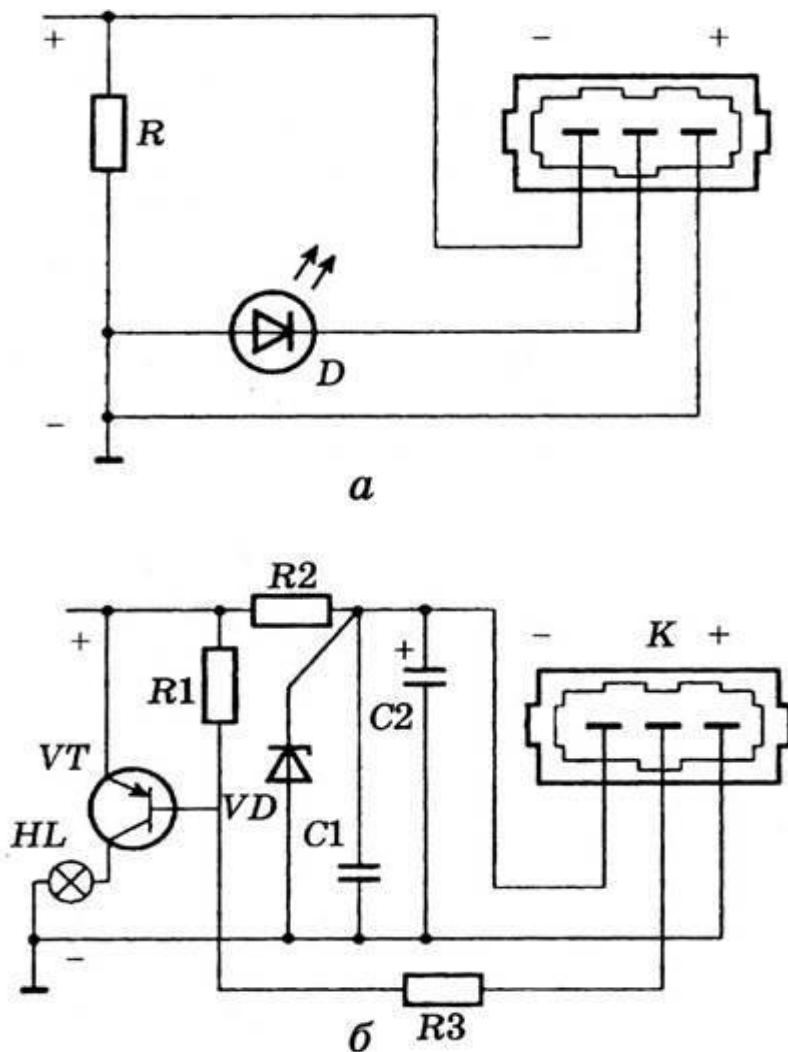 +
− +
R
D
−
а
R2
+
− K +
R1
+
C2
VT
VD
HL
C1
−
R3
б